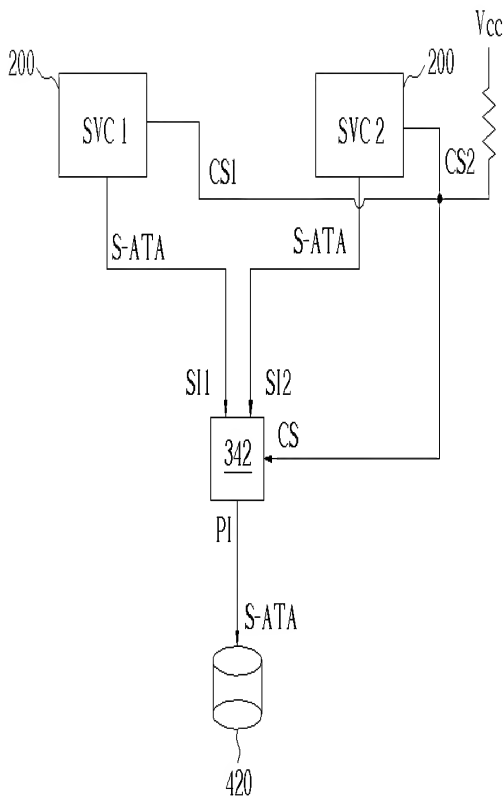 Vcc
200
200
SVC 1
SVC 2
CS1
CS2
S-ATA
S-ATA
SI1
SI2
CS
342
PI
S-ATA
420